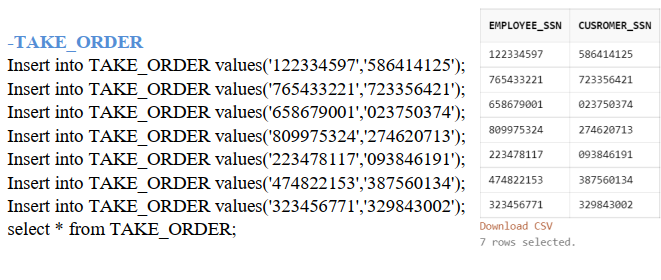 -TAKE_ORDER
Insert into TAKE_ORDER values('122334597','586414125');
Insert into TAKE_ORDER values('765433221','723356421');
Insert into TAKE_ORDER values('658679001','023750374');
Insert into TAKE_ORDER values('809975324','274620713');
Insert into TAKE_ORDER values('223478117','093846191');
Insert into TAKE_ORDER values('474822153','387560134');
Insert into TAKE_ORDER values('323456771','329843002');
select * from TAKE_ORDER;
EMPLOYEE_SSN CUSROMER_SSN
122334597 586414125
765433221 723356421
658679001 023750374
809975324 274620713
223478117 093846191
474822153 387560134
323456771 329843002
Download CSV
7 rows selected.